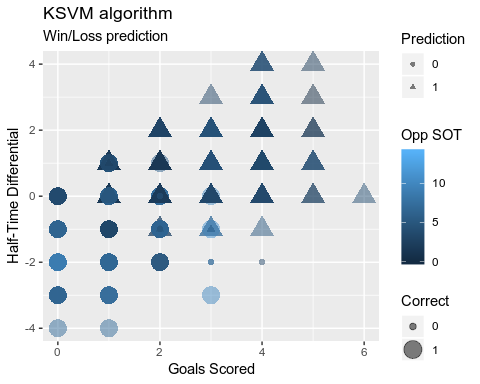 KSVM algorithm
Win/Loss prediction
Half-Time Differential
4
2
0
-2
-4
0
2
4
6
Goals Scored
Prediction
0
1
Opp SOT
10
5
0
Correct
0
1